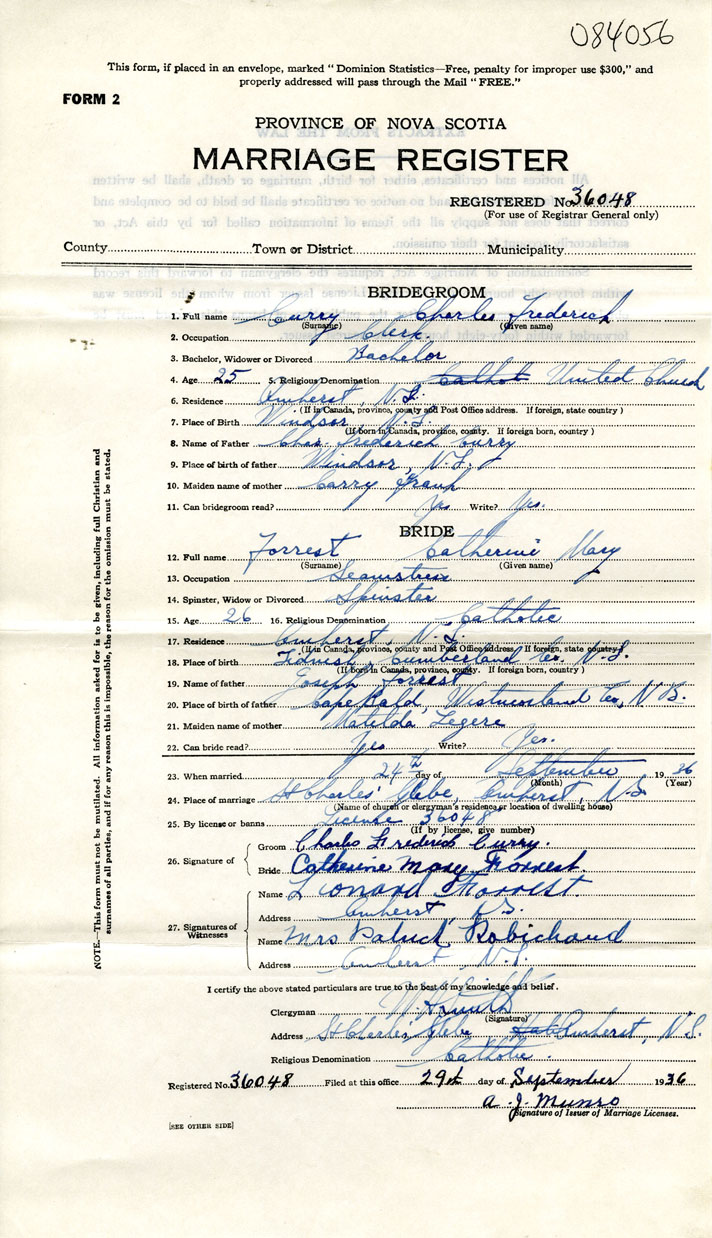 084056
This form, if placed in an envelope, marked "Dominion Statistics—Free, penalty for improper use $300," and
properly addressed will pass through the Mail "FREE."
FORM 2
PROVINCE OF NOVA SCOTIA
MARRIAGE REGISTER
REGISTERED No. 36048
(For use of Registrar General only)
County Town or District Municipality
BRIDEGROOM
1. Full name Curry Charles Frederick
(Surname) (Given name)
2. Occupation Clerk
3. Bachelor, Widower or Divorced Bachelor
4. Age 25 5. Religious Denomination United Church
6. Residence Amherst, N.S.
(If in Canada, province, county and Post Office address. If foreign, state country)
7. Place of Birth Windsor, N.S.
(If born in Canada, province, county. If foreign born, country)
8. Name of Father Chas. Frederick Curry
9. Place of birth of father Windsor, N.S.
10. Maiden name of mother Carry
11. Can bridegroom read? Yes Write? Yes.
BRIDE
12. Full name Forrest Catherine Mary
(Surname) (Given name)
13. Occupation Seamstress
14. Spinster, Widow or Divorced Spinster
15. Age 26 16. Religious Denomination Catholic
17. Residence Amherst, N.S.
(If in Canada, province, county and Post Office address. If foreign, state country)
18. Place of birth Tidnish, Cumberland Co. N.S.
(If born in Canada, province, county. If foreign born, country)
19. Name of father Joseph Forrest
20. Place of birth of father Cape Bald, Westmorland Co, N.B.
21. Maiden name of mother Matilda Legere
22. Can bride read? Yes Write? Yes.
23. When married 24th day of September 1936
(Month) (Year)
24. Place of marriage St Charles' Glebe, Amherst, N.S
(Name of church or clergyman's residence or location of dwelling house)
25. By license or banns License 36048
(If by license, give number)
26. Signature of
Groom Charles Frederick Curry.
Bride Catherine Mary Forrest.
27. Signatures of Witnesses
Name Leonard Forrest.
Address Amherst, N.S.
Name Mrs Robichaud
Address Amherst, N.S.
NOTE.—This form must not be mutilated. All information asked for is to be given, including full Christian and
surnames of all parties, and if for any reason this is impossible, the reason for the omission must be stated.
I certify the above stated particulars are true to the best of my knowledge and belief.
Clergyman
(Signature)
Address St Charles' Glebe Amherst, N.S.
Religious Denomination Catholic.
Registered No. 36048 Filed at this office 29th day of September 1936
A. J. Munro
Signature of Issuer of Marriage Licenses.
[SEE OTHER SIDE]